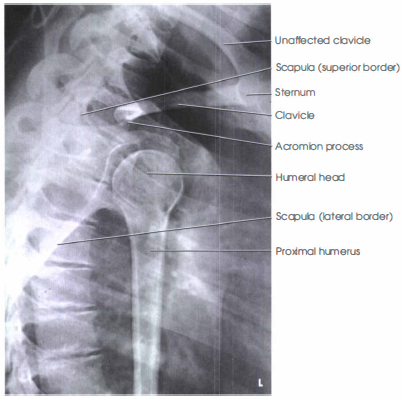 Unaffected clavicle
Scapula (superior border)
Sternum
Clavicle
Acromion process
Humeral head
Scapula (lateral border)
Proximal humerus
L